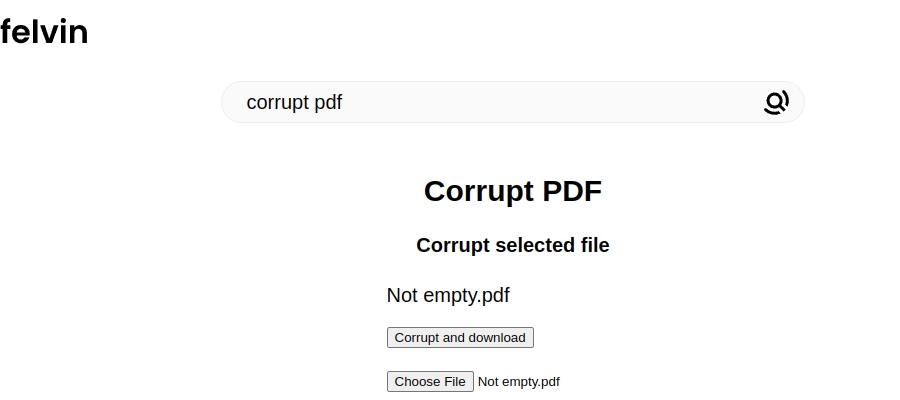 felvin
corrupt pdf
Corrupt PDF
Corrupt selected file
Not empty.pdf
Corrupt and download
Choose File Not empty.pdf